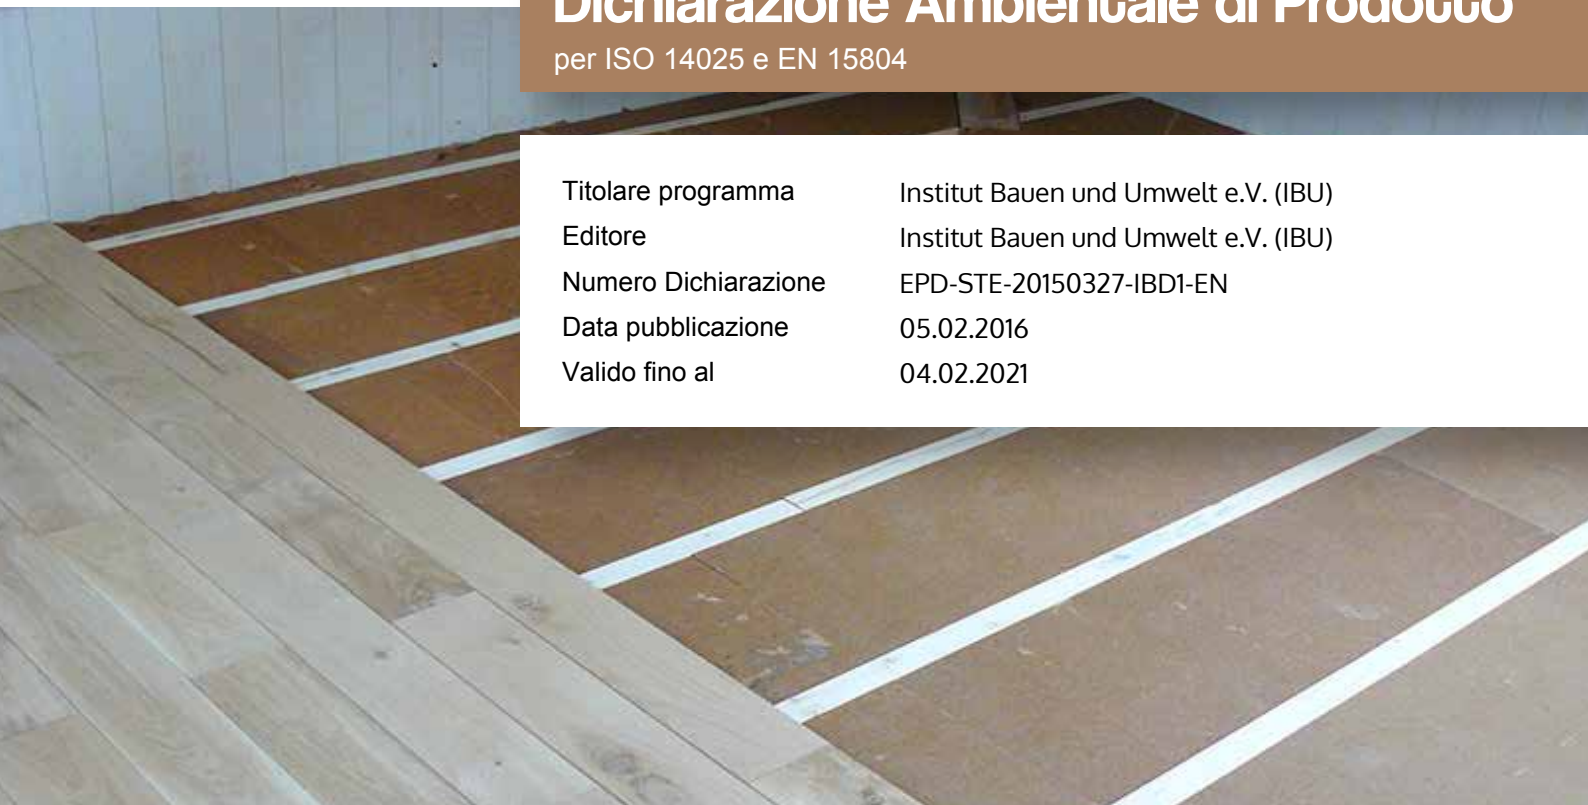 Dichiarazione Ambientale di Prodotto
per ISO 14025 e EN 15804
Titolare programma Institut Bauen und Umwelt e.V. (IBU)
Editore Institut Bauen und Umwelt e.V. (IBU)
Numero Dichiarazione EPD-STE-20150327-IBD1-EN
Data pubblicazione 05.02.2016
Valido fino al 04.02.2021